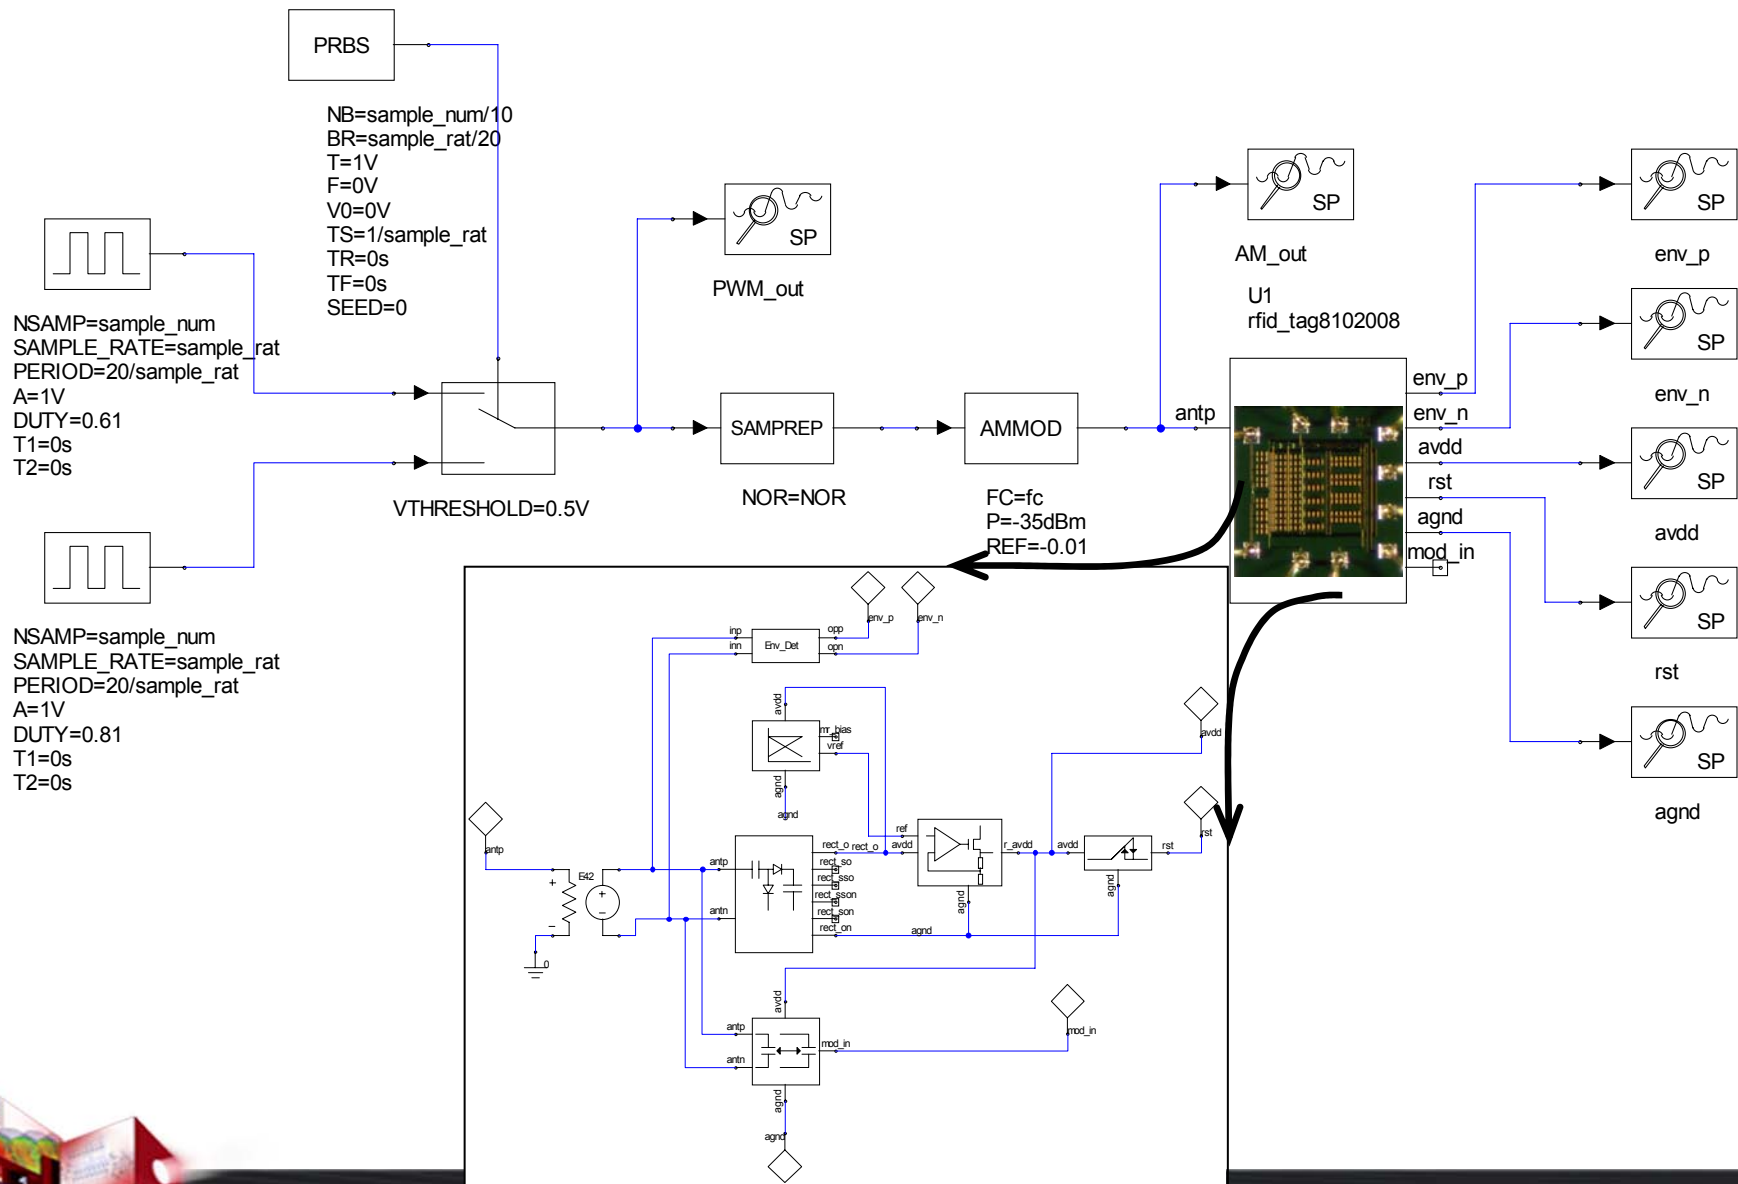 PRBS
NB=sample_num/10
BR=sample_rat/20
T=1V
F=0V
V0=0V
TS=1/sample_rat
TR=0s
TF=0s
SEED=0
NSAMP=sample_num
SAMPLE_RATE=sample_rat
PERIOD=20/sample_rat
A=1V
DUTY=0.61
T1=0s
T2=0s
NSAMP=sample_num
SAMPLE_RATE=sample_rat
PERIOD=20/sample_rat
A=1V
DUTY=0.81
T1=0s
T2=0s
VTHRESHOLD=0.5V
SP
PWM_out
SAMPREP
NOR=NOR
AMMOD
FC=fc
P=-35dBm
REF=-0.01
SP
AM_out
U1
rfid_tag8102008
antp
env_p
env_n
avdd
rst
agnd
mod_in
SP
env_p
SP
env_n
SP
avdd
SP
rst
SP
agnd
env_p
env_n
inp
inn
Env_Det
opp
opn
avdd
mr_bias
vref
agnd
agnd
avdd
rst
antp
E42
+
−
+
−
0
antp
antn
rect_o
rect_so
rect_sso
rect_sson
rect_son
rect_on
rect_o
agnd
ref
avdd
r_avdd
agnd
avdd
rst
agnd
avdd
antp
antn
mod_in
mod_in
agnd
agnd